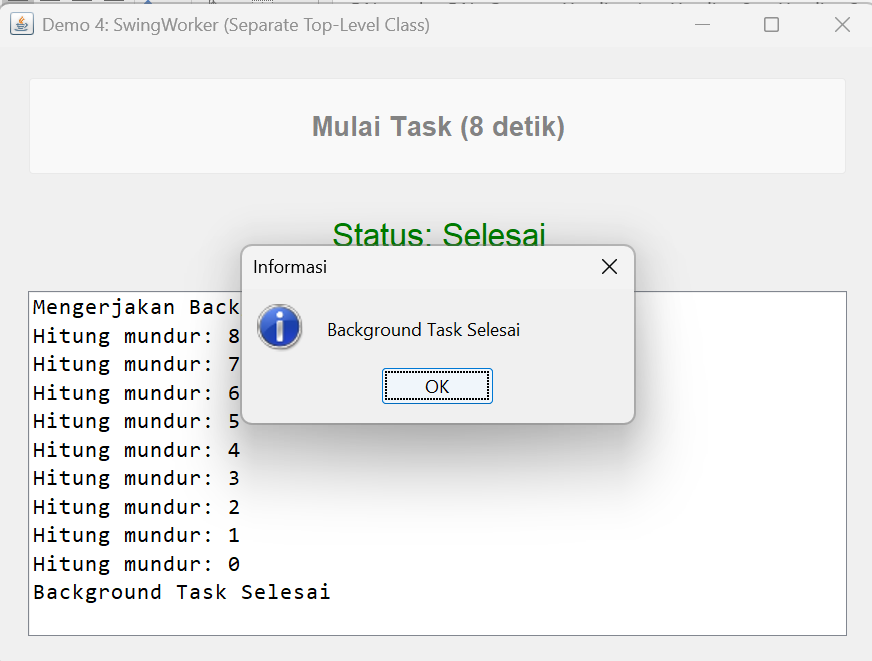 Demo 4: SwingWorker (Separate Top-Level Class)
Mulai Task (8 detik)
Status: Selesai
Informasi
Background Task Selesai
OK
Mengerjakan Back
Hitung mundur: 8
Hitung mundur: 7
Hitung mundur: 6
Hitung mundur: 5
Hitung mundur: 4
Hitung mundur: 3
Hitung mundur: 2
Hitung mundur: 1
Hitung mundur: 0
Background Task Selesai